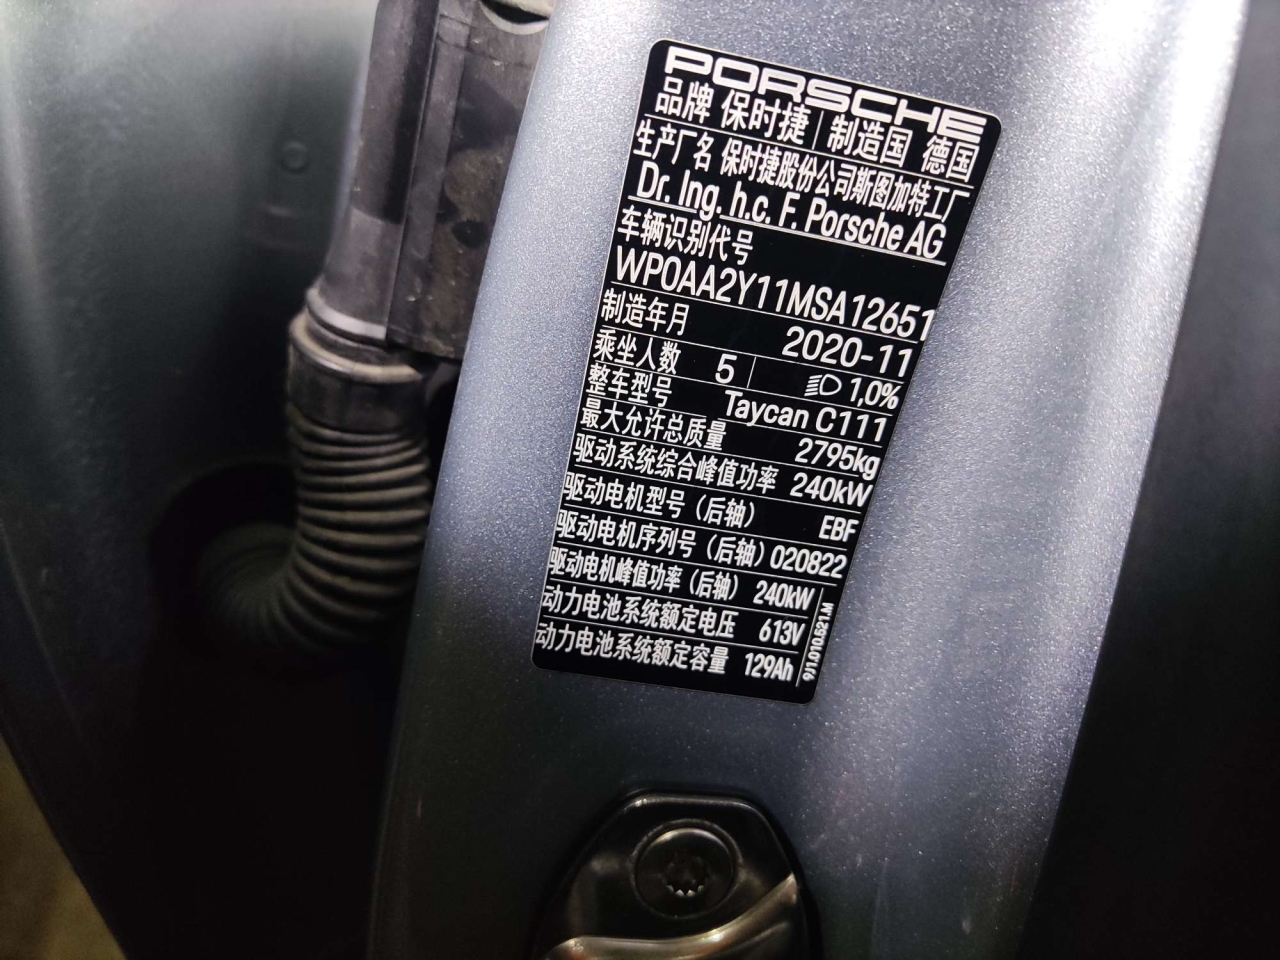 PORSCHE
品牌 保时捷 制造国 德国
生产厂名 保时捷股份公司斯图加特工厂
Dr. Ing. h.c. F. Porsche AG
车辆识别代号
WP0AA2Y11MSA12651
制造年月 2020-11
乘坐人数 5 1,0%
整车型号 Taycan C111
最大允许总质量 2795kg
驱动系统综合峰值功率 240kW
驱动电机型号（后轴） EBF
驱动电机序列号（后轴）020822
驱动电机峰值功率（后轴） 240kW
动力电池系统额定电压 613V
动力电池系统额定容量 129Ah
9J1.010.521.M